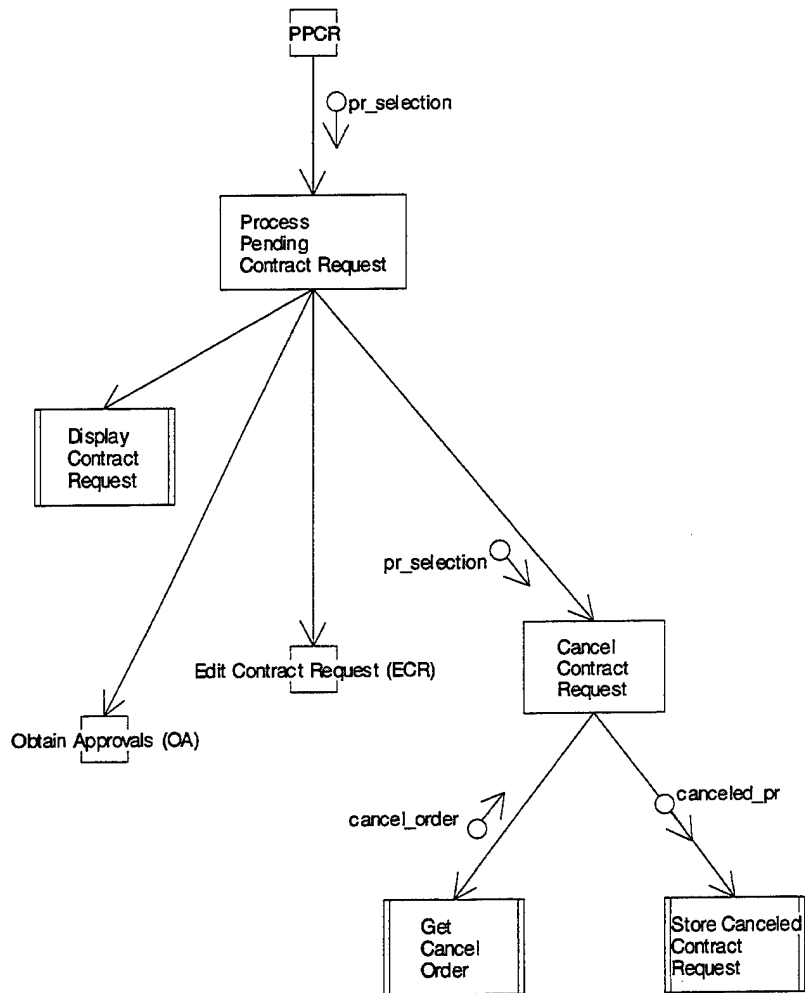 PPCR
pr_selection
Process
Pending
Contract Request
Display
Contract
Request
pr_selection
Cancel
Contract
Request
Edit Contract Request (ECR)
Obtain Approvals (OA)
cancel_order
canceled_pr
Get
Cancel
Order
Store Canceled
Contract
Request